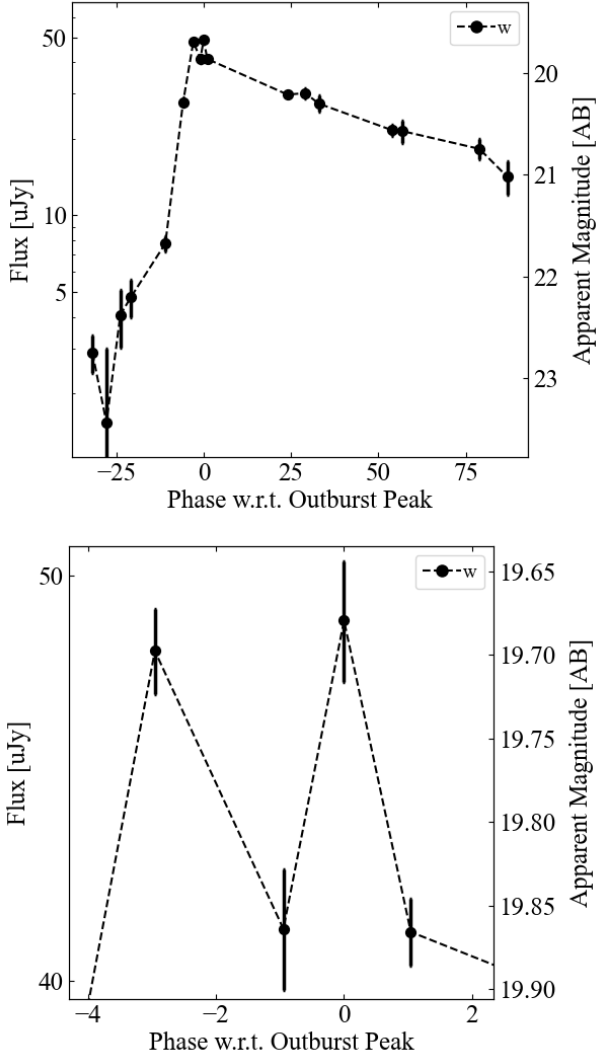 w
50
10
5
Flux [uJy]
20
21
22
23
Apparent Magnitude [AB]
−25 0 25 50 75
Phase w.r.t. Outburst Peak
w
50
40
Flux [uJy]
19.65
19.70
19.75
19.80
19.85
19.90
Apparent Magnitude [AB]
−4 −2 0 2
Phase w.r.t. Outburst Peak